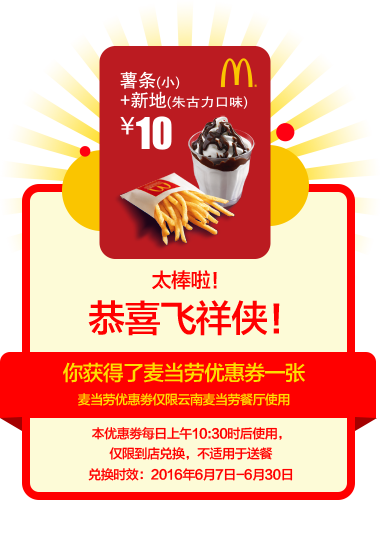 薯条(小)
+新地(朱古力口味)
¥10
太棒啦！
恭喜飞祥侠！
你获得了麦当劳优惠券一张
麦当劳优惠券仅限云南麦当劳餐厅使用
本优惠券每日上午10:30时后使用，
仅限到店兑换，不适用于送餐
兑换时效：2016年6月7日-6月30日